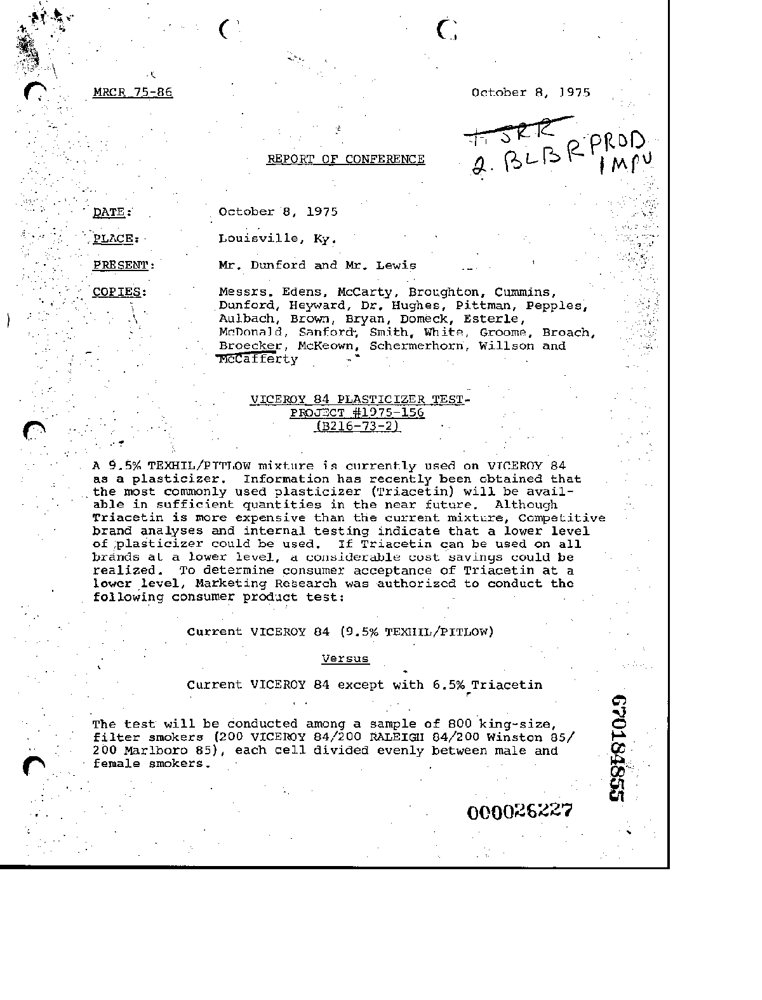 MRCR 75-86 October 8, 1975
1. SRR
2. BLBR PROD
IMPV
REPORT OF CONFERENCE
DATE: October 8, 1975
PLACE: Louisville, Ky.
PRESENT: Mr. Dunford and Mr. Lewis
COPIES: Messrs. Edens, McCarty, Broughton, Cummins,
Dunford, Heyward, Dr. Hughes, Pittman, Pepples,
Aulbach, Brown, Bryan, Domeck, Esterle,
McDonald, Sanford, Smith, White, Groome, Broach,
Broecker, McKeown, Schermerhorn, Willson and
McCafferty
VICEROY 84 PLASTICIZER TEST-
PROJECT #1975-156
(B216-73-2)
A 9.5% TEXHIL/PITLOW mixture is currently used on VICEROY 84
as a plasticizer. Information has recently been obtained that
the most commonly used plasticizer (Triacetin) will be avail-
able in sufficient quantities in the near future. Although
Triacetin is more expensive than the current mixture, Competitive
brand analyses and internal testing indicate that a lower level
of plasticizer could be used. If Triacetin can be used on all
brands at a lower level, a considerable cost savings could be
realized. To determine consumer acceptance of Triacetin at a
lower level, Marketing Research was authorized to conduct the
following consumer product test:
Current VICEROY 84 (9.5% TEXHIL/PITLOW)
Versus
Current VICEROY 84 except with 6.5% Triacetin
The test will be conducted among a sample of 800 king-size,
filter smokers (200 VICEROY 84/200 RALEIGH 84/200 Winston 85/
200 Marlboro 85), each cell divided evenly between male and
female smokers.
670184855
000026227